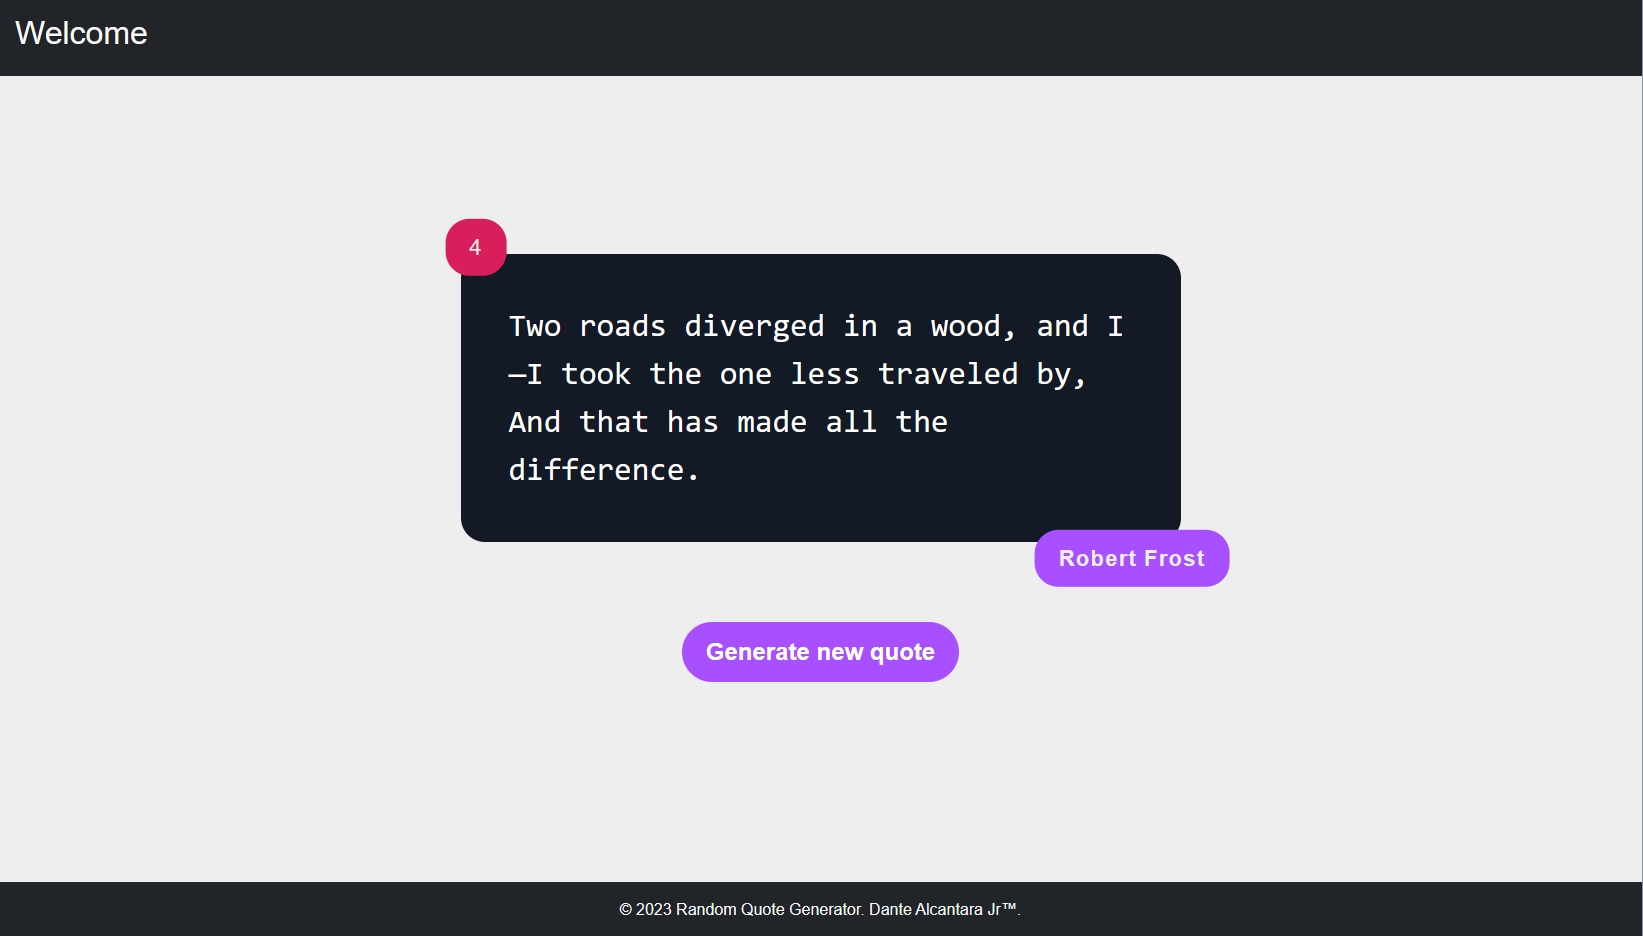 Welcome
4
Two roads diverged in a wood, and I
—I took the one less traveled by,
And that has made all the
difference.
Robert Frost
Generate new quote
© 2023 Random Quote Generator. Dante Alcantara Jr™.